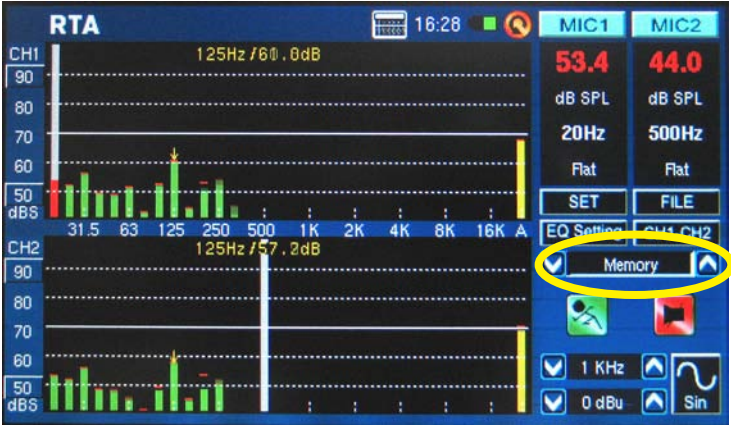 RTA 16:28
CH1 125Hz/60.0dB
90
80
70
60
50
dBS
31.5 63 125 250 500 1K 2K 4K 8K 16K A
CH2 125Hz/57.2dB
90
80
70
60
50
dBS
MIC1 MIC2
53.4 44.0
dB SPL dB SPL
20Hz 500Hz
Flat Flat
SET FILE
EQ Setting CH1 CH2
Memory
1 KHz
0 dBu Sin